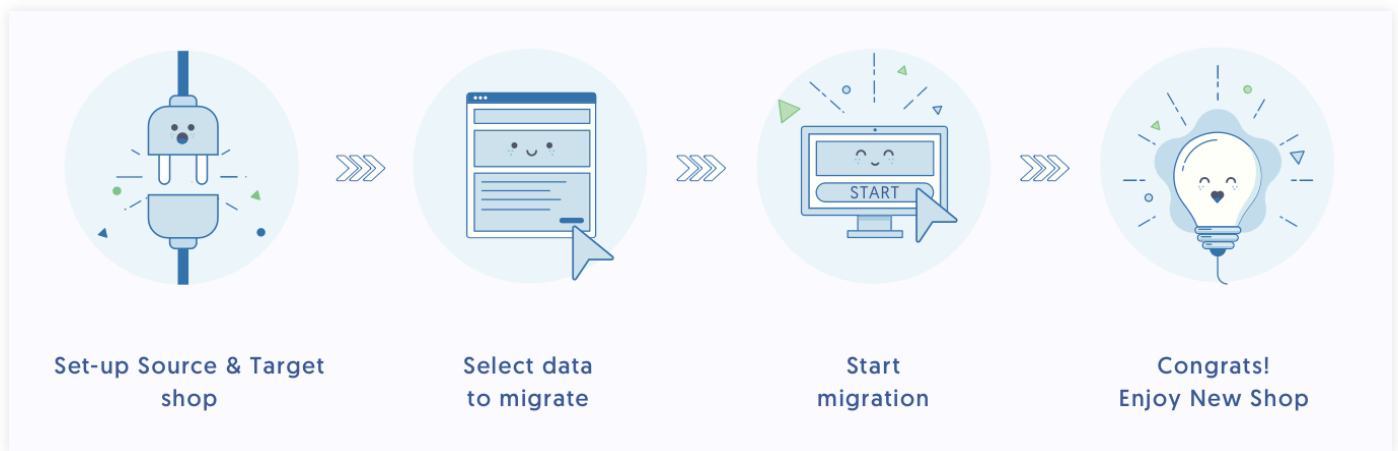 START
Set-up Source & Target
shop
Select data
to migrate
Start
migration
Congrats!
Enjoy New Shop